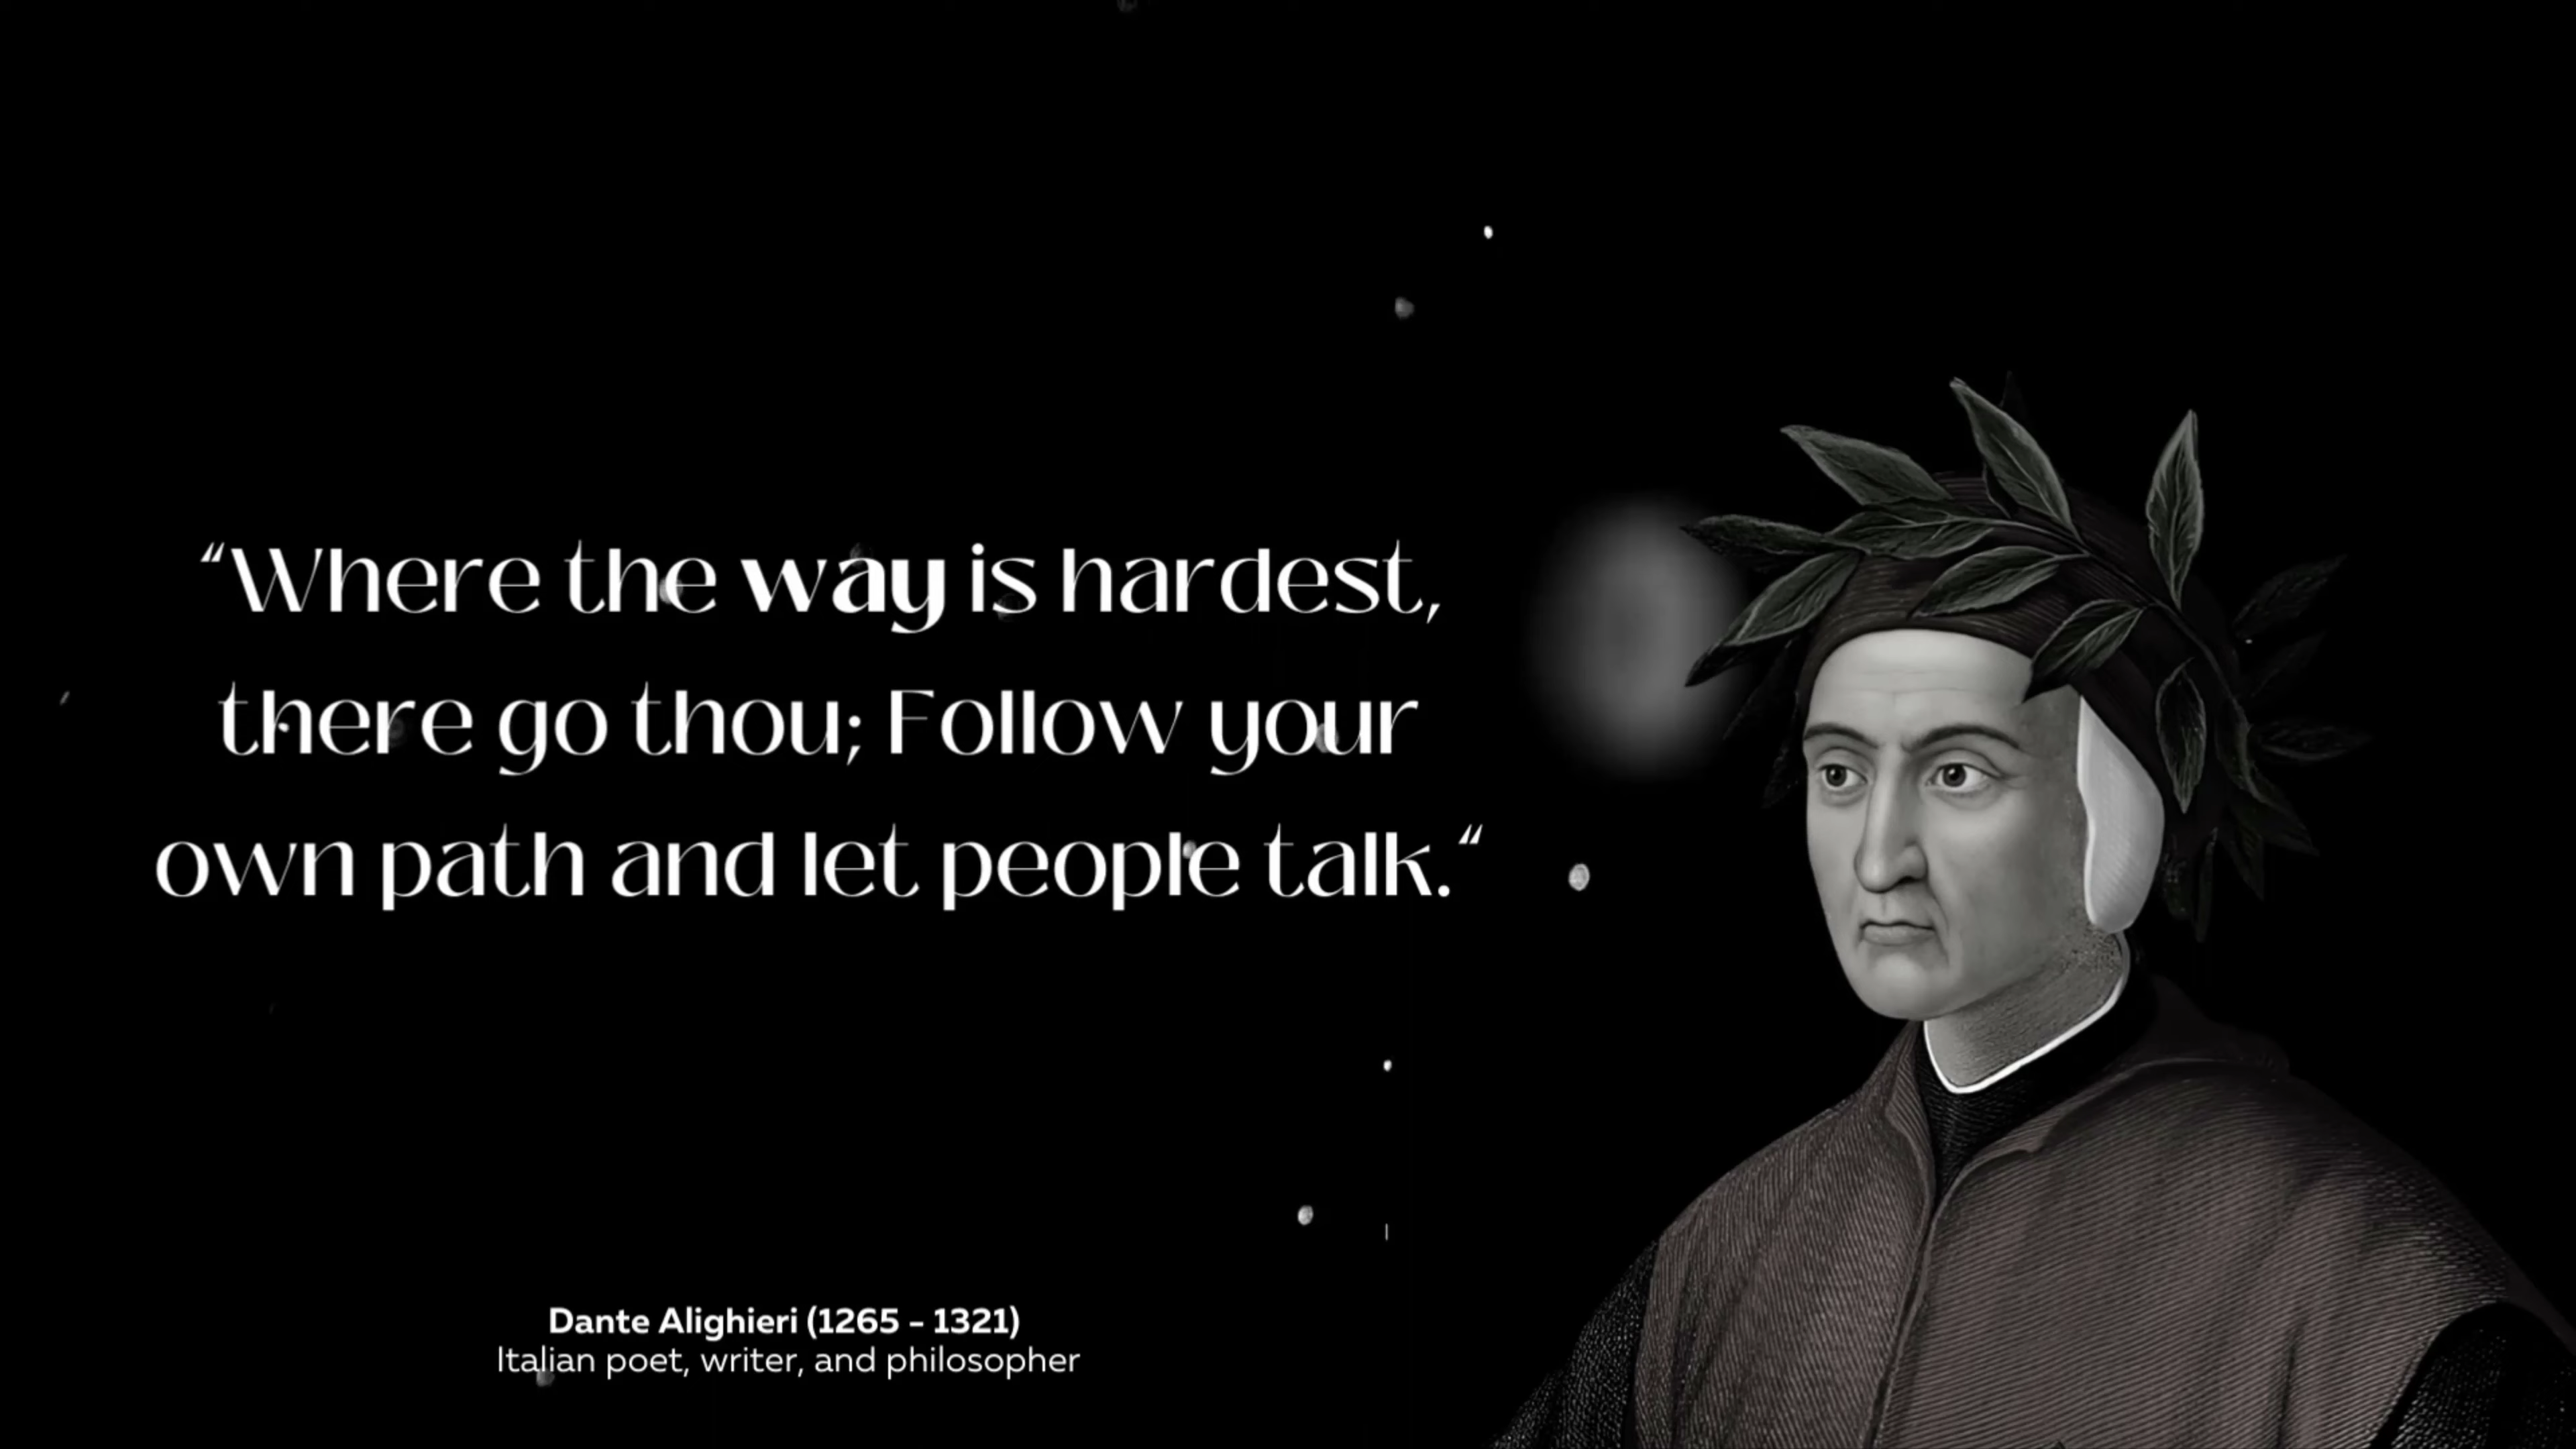 “Where the way is hardest,
there go thou; Follow your
own path and let people talk.“
Dante Alighieri (1265 - 1321)
Italian poet, writer, and philosopher